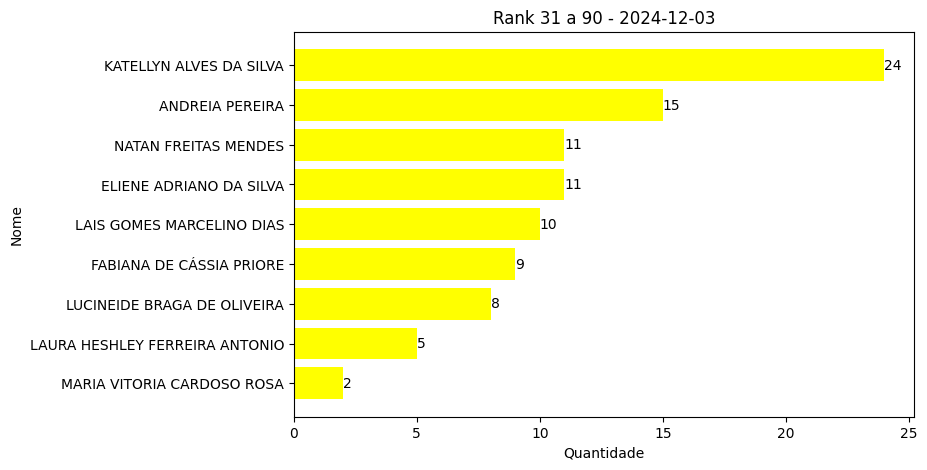 Rank 31 a 90 - 2024-12-03
Nome
KATELLYN ALVES DA SILVA 24
ANDREIA PEREIRA 15
NATAN FREITAS MENDES 11
ELIENE ADRIANO DA SILVA 11
LAIS GOMES MARCELINO DIAS 10
FABIANA DE CÁSSIA PRIORE 9
LUCINEIDE BRAGA DE OLIVEIRA 8
LAURA HESHLEY FERREIRA ANTONIO 5
MARIA VITORIA CARDOSO ROSA 2
0 5 10 15 20 25
Quantidade